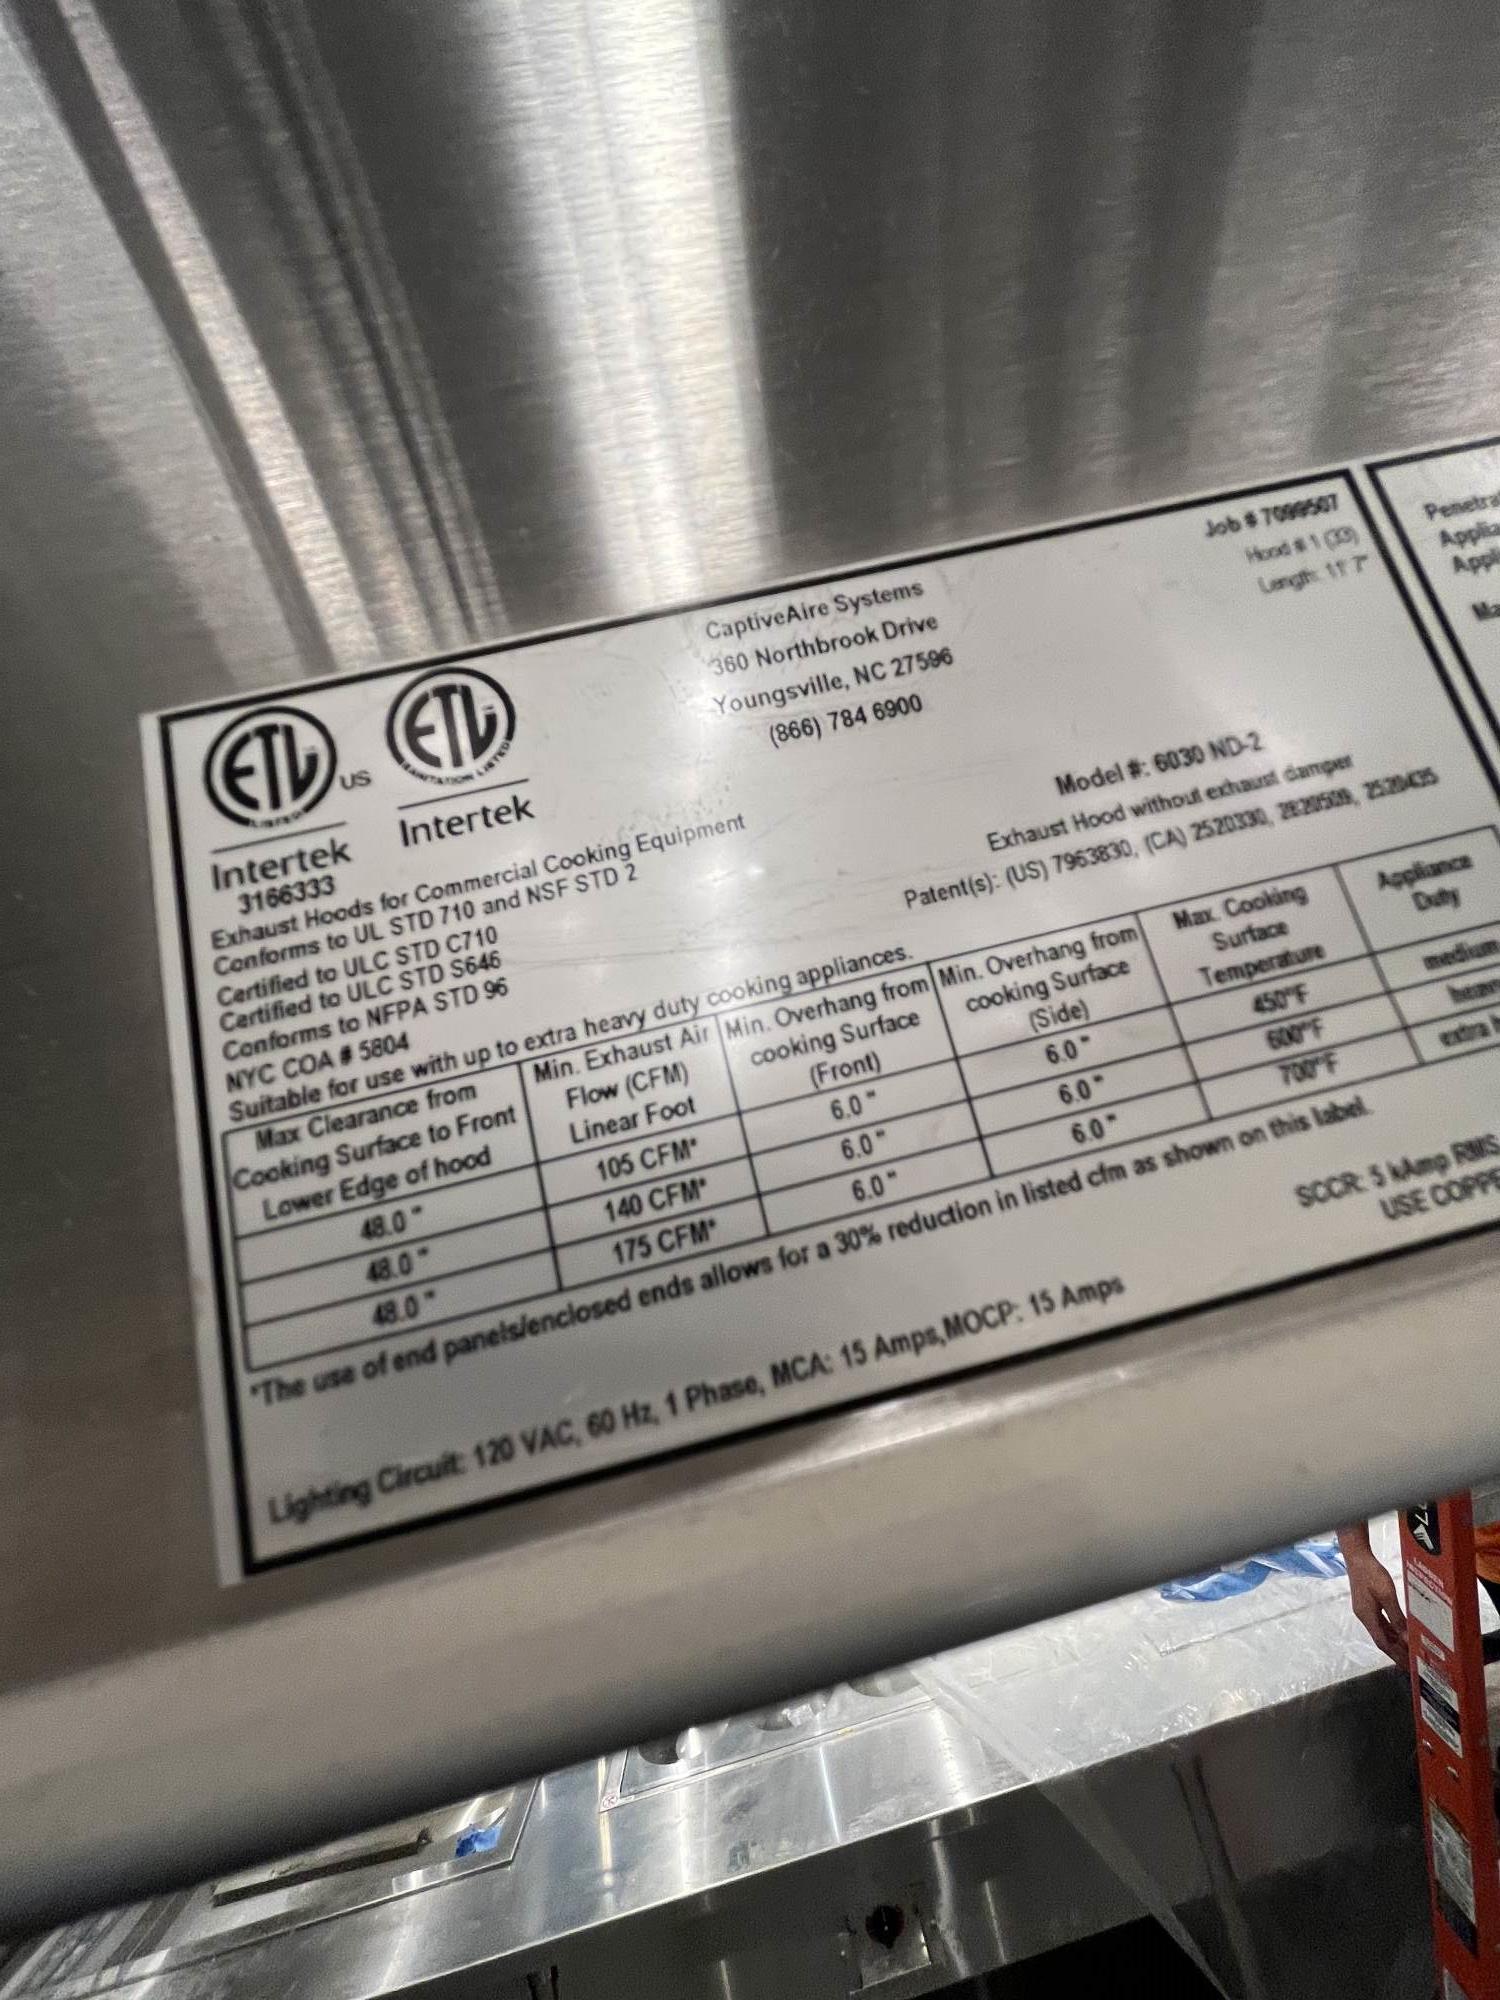 Job # 7099507
Hood # 1 (33)
Length: 11' 7"
CaptiveAire Systems
360 Northbrook Drive
Youngsville, NC 27596
(866) 784 6900
ETL
LISTED
US
Intertek
3166333
ETL
SANITATION LISTED
Intertek
Model #: 6030 ND-2
Exhaust Hood without exhaust damper
Patent(s): (US) 7963830, (CA) 2520330, 2520435
Exhaust Hoods for Commercial Cooking Equipment
Conforms to UL STD 710 and NSF STD 2
Certified to ULC STD C710
Certified to ULC STD S646
Conforms to NFPA STD 96
NYC COA # 5804
Suitable for use with up to extra heavy duty cooking appliances.
Max Clearance from
Cooking Surface to Front
Lower Edge of hood
Min. Exhaust Air
Flow (CFM)
Linear Foot
Min. Overhang from
cooking Surface
(Front)
Min. Overhang from
cooking Surface
(Side)
Max. Cooking
Surface
Temperature
Appliance
Duty
48.0 " 105 CFM* 6.0 " 6.0 " 450°F medium
48.0 " 140 CFM* 6.0 " 6.0 " 600°F
48.0 " 175 CFM* 6.0 " 6.0 " 700°F extra
*The use of end panels/enclosed ends allows for a 30% reduction in listed cfm as shown on this label.
SCCR: 5 kAmp RMS
USE
Lighting Circuit: 120 VAC, 60 Hz, 1 Phase, MCA: 15 Amps,MOCP: 15 Amps